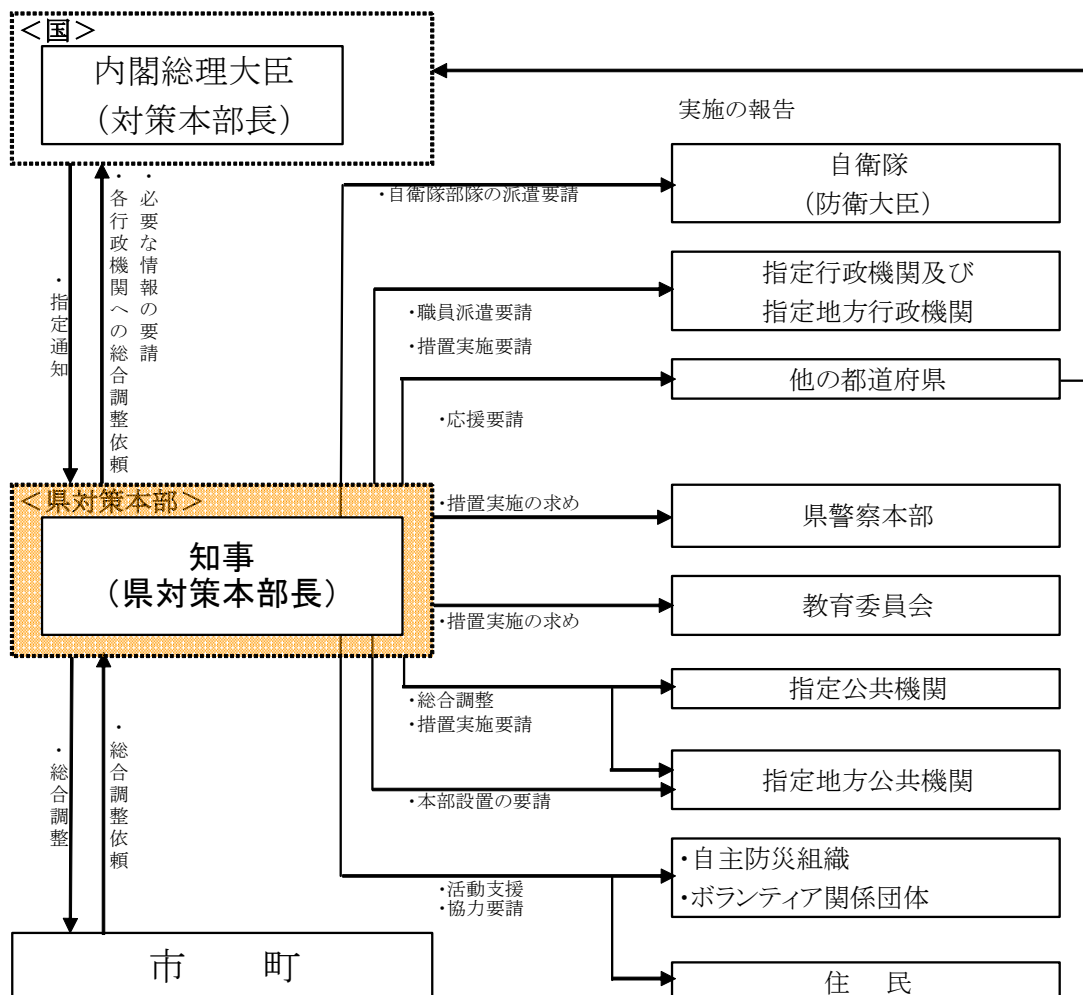 ＜国＞
内閣総理大臣
（対策本部長）
実施の報告
自衛隊
（防衛大臣）
・自衛隊部隊の派遣要請
指定行政機関及び
指定地方行政機関
・職員派遣要請
・措置実施要請
他の都道府県
・応援要請
・必要な情報の要請
・各行政機関への総合調整依頼
・指定通知
＜県対策本部＞
知事
（県対策本部長）
・措置実施の求め
県警察本部
・措置実施の求め
教育委員会
・総合調整
・措置実施要請
指定公共機関
指定地方公共機関
・本部設置の要請
・自主防災組織
・ボランティア関係団体
・活動支援
・協力要請
・総合調整依頼
・総合調整
市　町
住　民